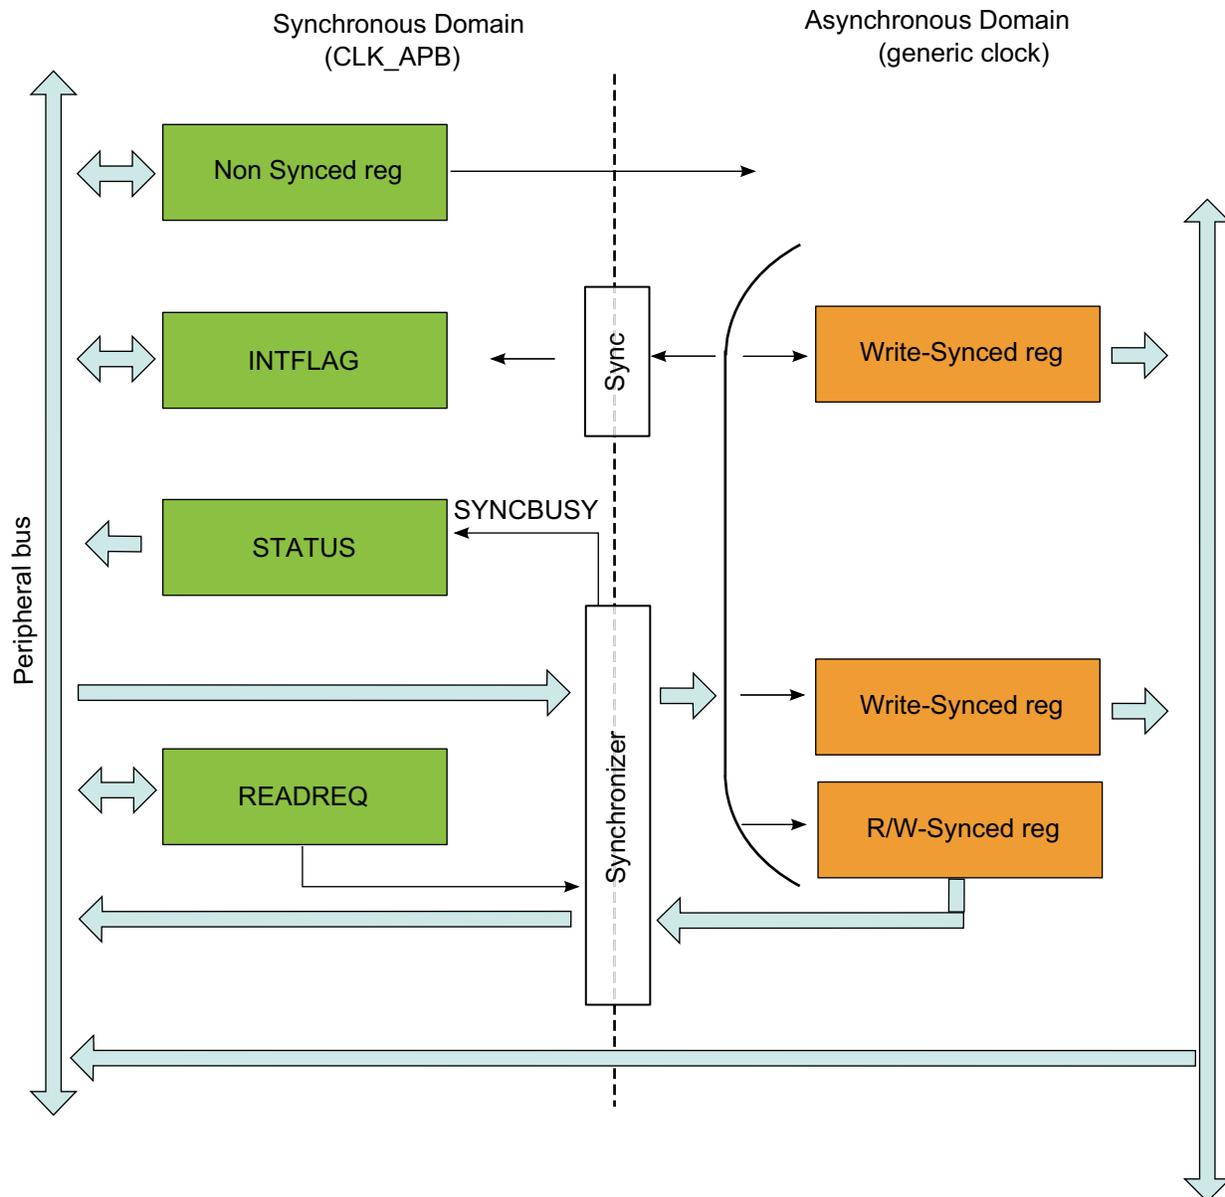 Synchronous Domain
(CLK_APB)
Asynchronous Domain
(generic clock)
Non Synced reg
INTFLAG
Sync
Write-Synced reg
SYNCBUSY
STATUS
Peripheral bus
Synchronizer
Write-Synced reg
READREQ
R/W-Synced reg